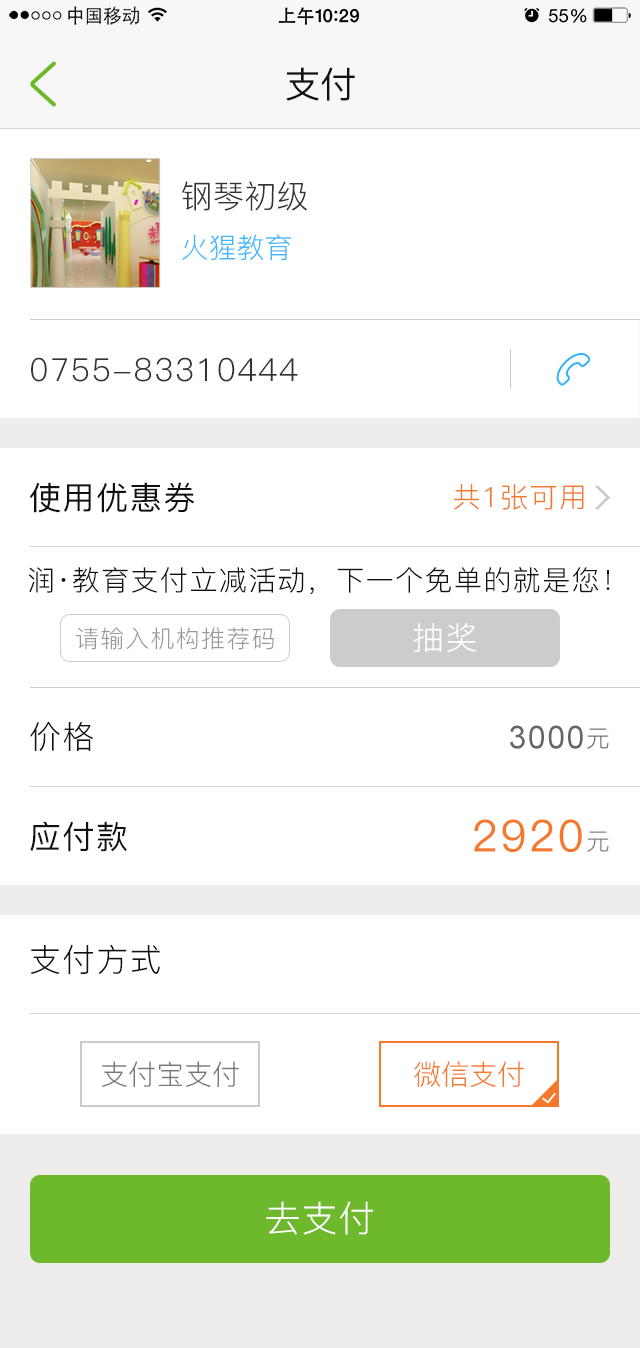 中国移动 上午10:29 55%
支付
钢琴初级
火猩教育
0755-83310444
使用优惠券 共1张可用
润·教育支付立减活动，下一个免单的就是您！
请输入机构推荐码 抽奖
价格 3000元
应付款 2920元
支付方式
支付宝支付 微信支付
去支付